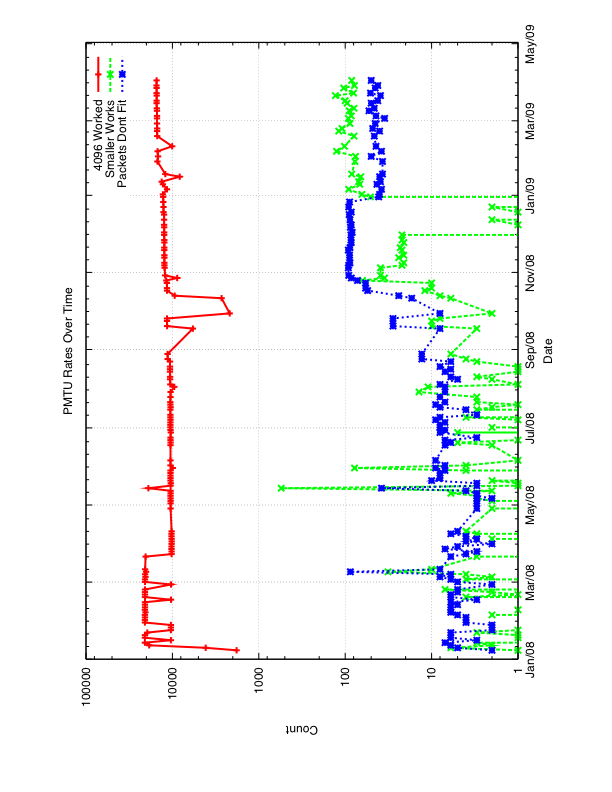 PMTU Rates Over Time
4096 Worked
Smaller Works
Packets Dont Fit
100000
10000
1000
100
10
1
Count
Jan/08
Mar/08
May/08
Jul/08
Sep/08
Nov/08
Jan/09
Mar/09
May/09
Date